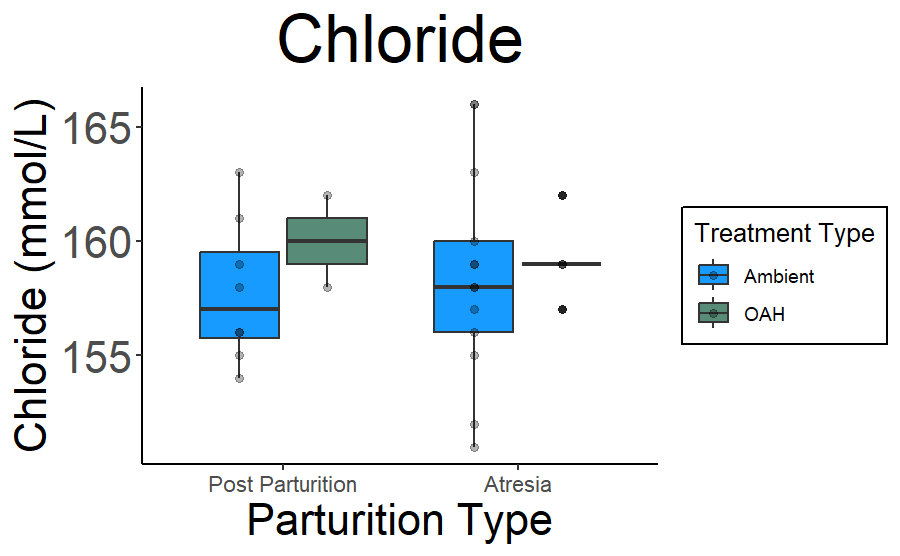 Chloride
Chloride (mmol/L)
165
160
155
Post Parturition
Atresia
Parturition Type
Treatment Type
Ambient
OAH